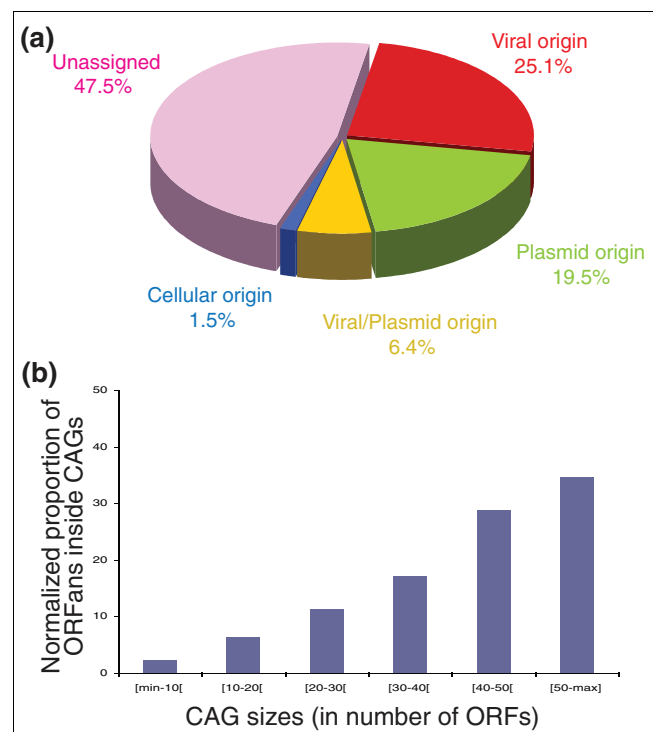 (a)
Unassigned
47.5%
Viral origin
25.1%
Plasmid origin
19.5%
Cellular origin
1.5%
Viral/Plasmid origin
6.4%
(b)
Normalized proportion of
ORFans inside CAGs
50
40
30
20
10
0
[min-10[ [10-20[ [20-30[ [30-40[ [40-50[ [50-max]
CAG sizes (in number of ORFs)